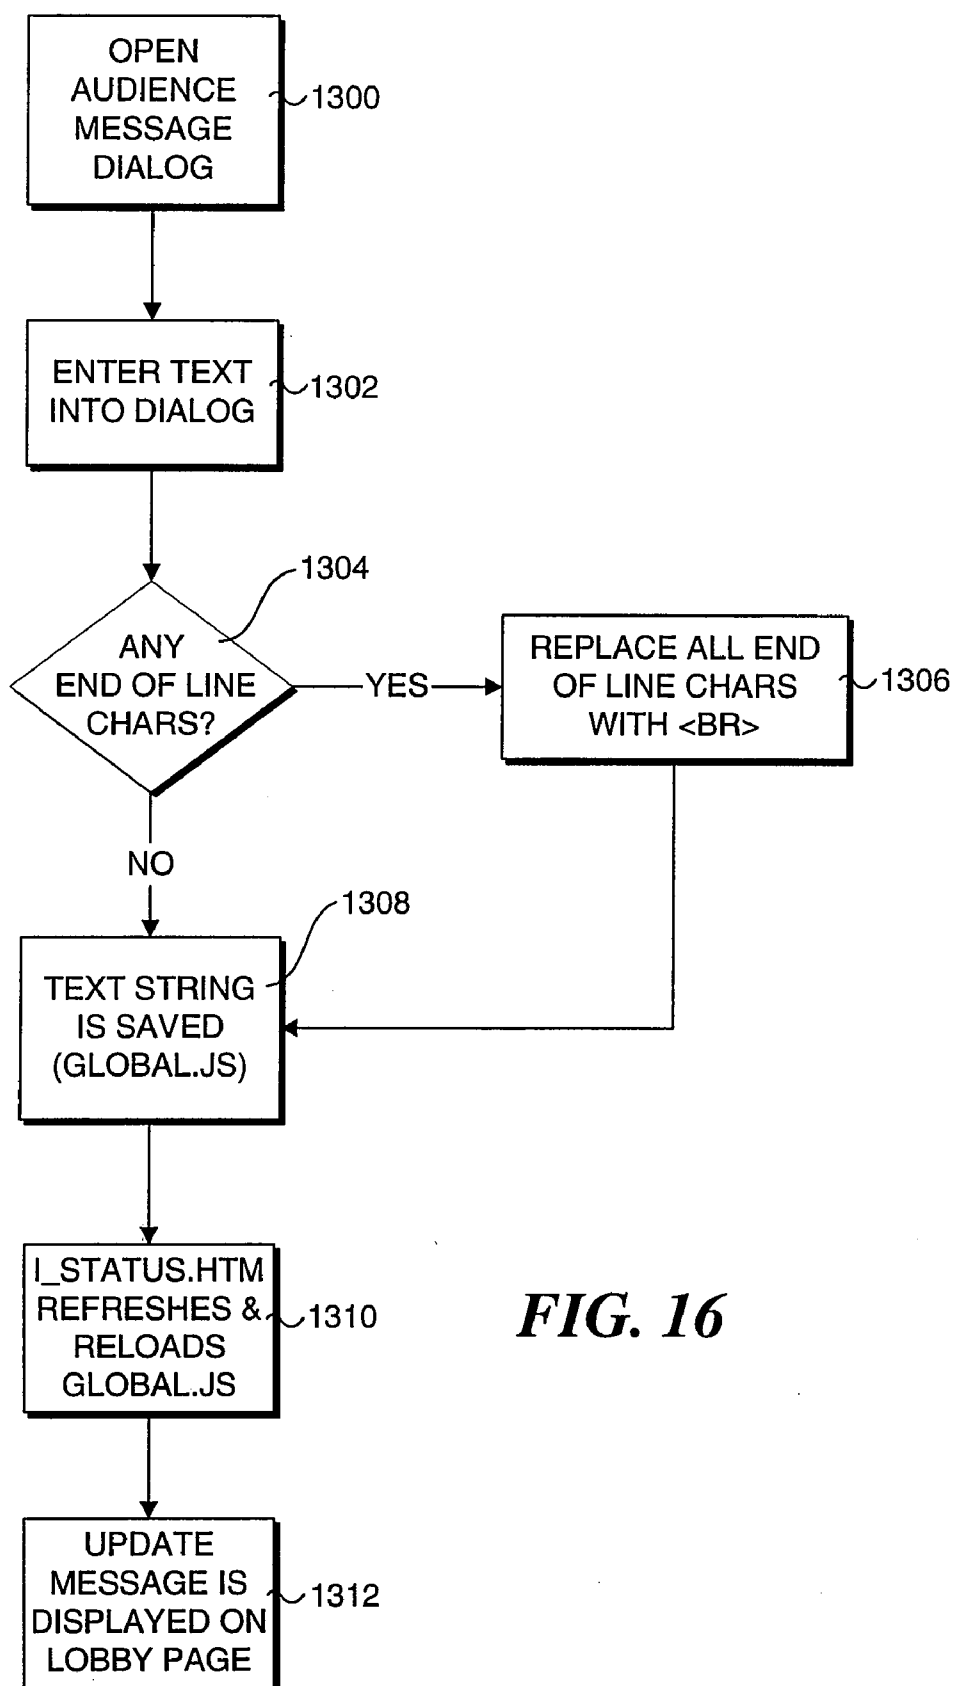 OPEN
AUDIENCE
MESSAGE
DIALOG
1300
ENTER TEXT
INTO DIALOG
1302
1304
ANY
END OF LINE
CHARS?
YES
REPLACE ALL END
OF LINE CHARS
WITH <BR>
1306
NO
1308
TEXT STRING
IS SAVED
(GLOBAL.JS)
I_STATUS.HTM
REFRESHES &
RELOADS
GLOBAL.JS
1310
FIG. 16
UPDATE
MESSAGE IS
DISPLAYED ON
LOBBY PAGE
1312